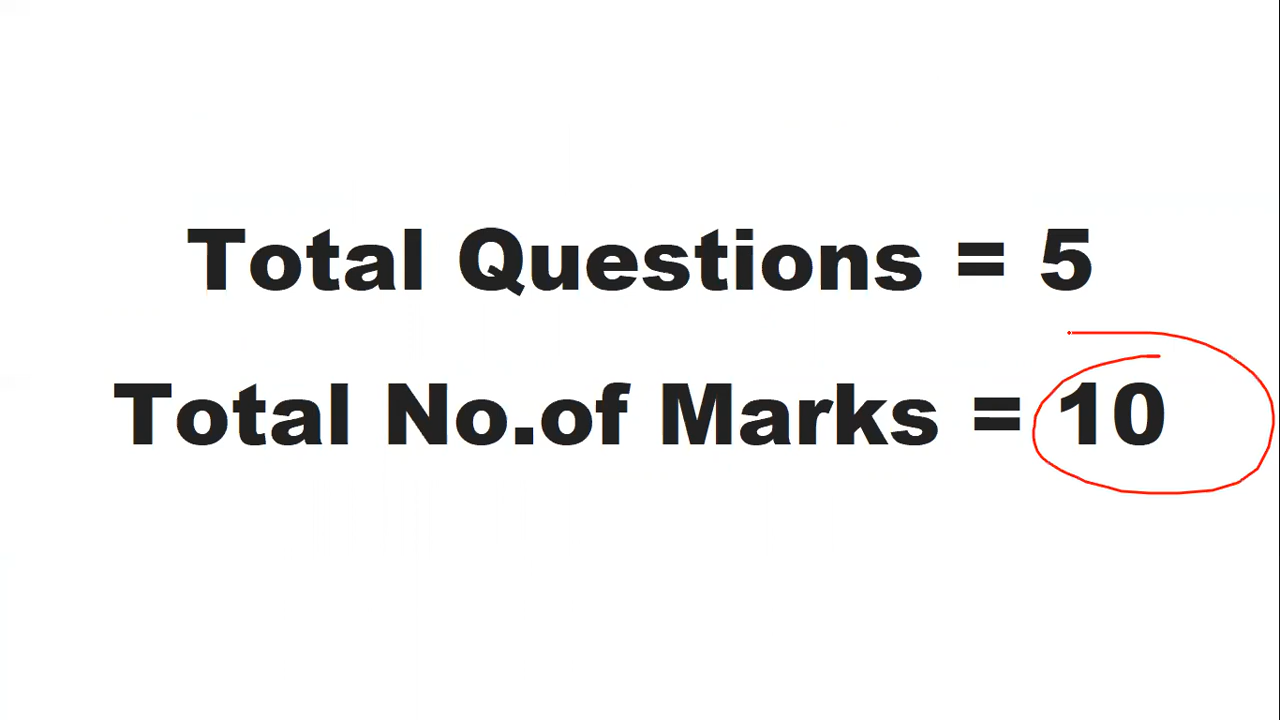 Total Questions = 5
Total No.of Marks = 10